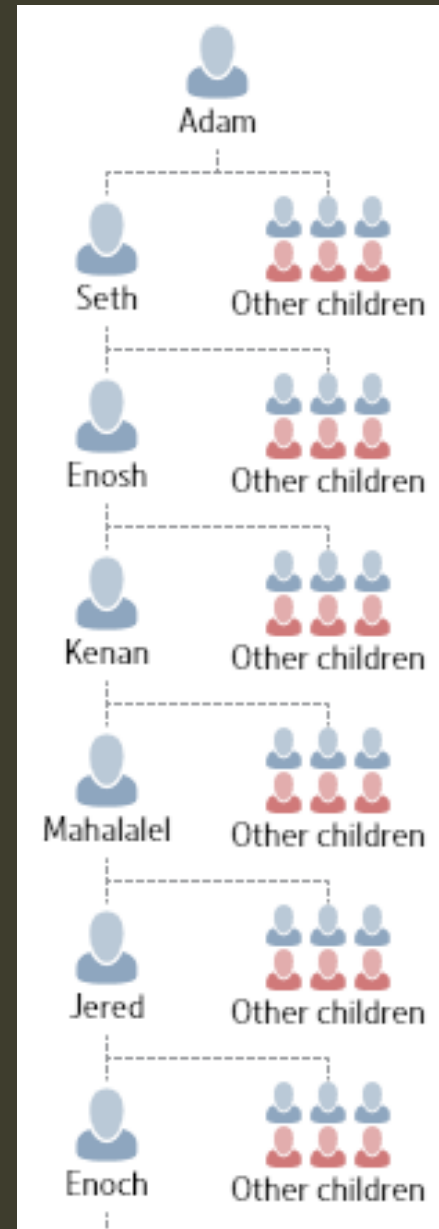 Adam
Seth
Other children
Enosh
Other children
Kenan
Other children
Mahalalel
Other children
Jered
Other children
Enoch
Other children